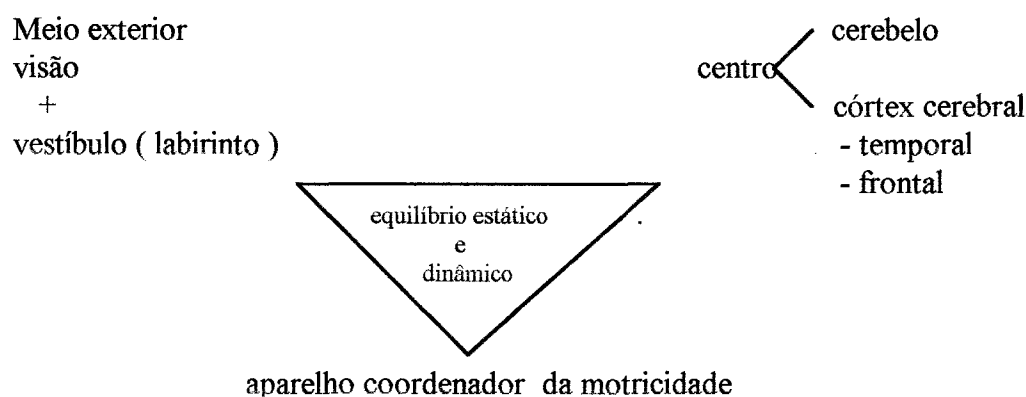 Meio exterior
visão
+
vestíbulo ( labirinto )
centro
cerebelo
córtex cerebral
- temporal
- frontal
equilíbrio estático
e
dinâmico
aparelho coordenador da motricidade